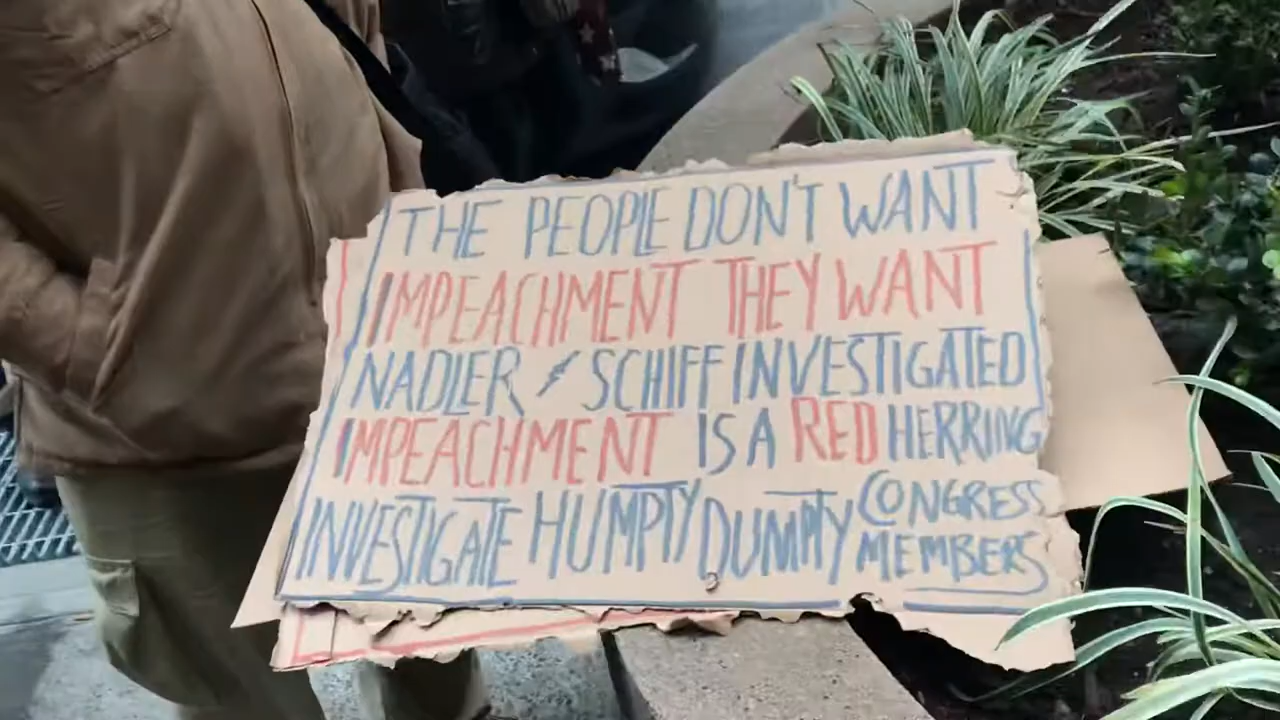 THE PEOPLE DON'T WANT
IMPEACHMENT THEY WANT
NADLER / SCHIFF INVESTIGATED
IMPEACHMENT IS A RED HERRING
INVESTIGATE HUMPTY DUMPTY CONGRESS
MEMBERS